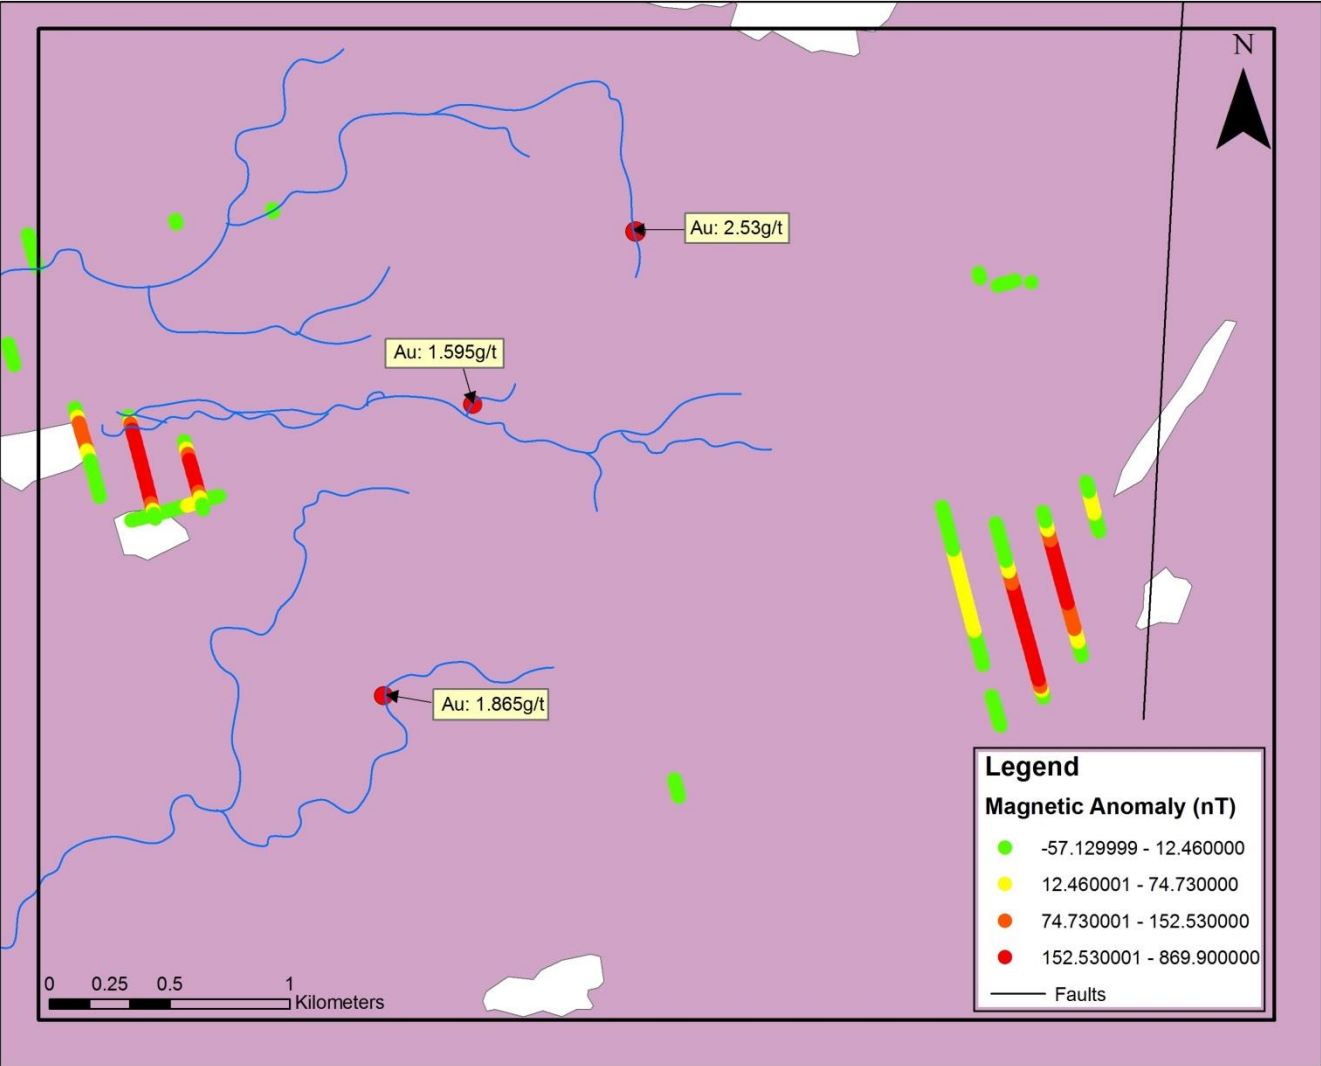 N
Au: 2.53g/t
Au: 1.595g/t
Au: 1.865g/t
Legend
Magnetic Anomaly (nT)
-57.129999 - 12.460000
12.460001 - 74.730000
74.730001 - 152.530000
152.530001 - 869.900000
Faults
0 0.25 0.5 1
Kilometers